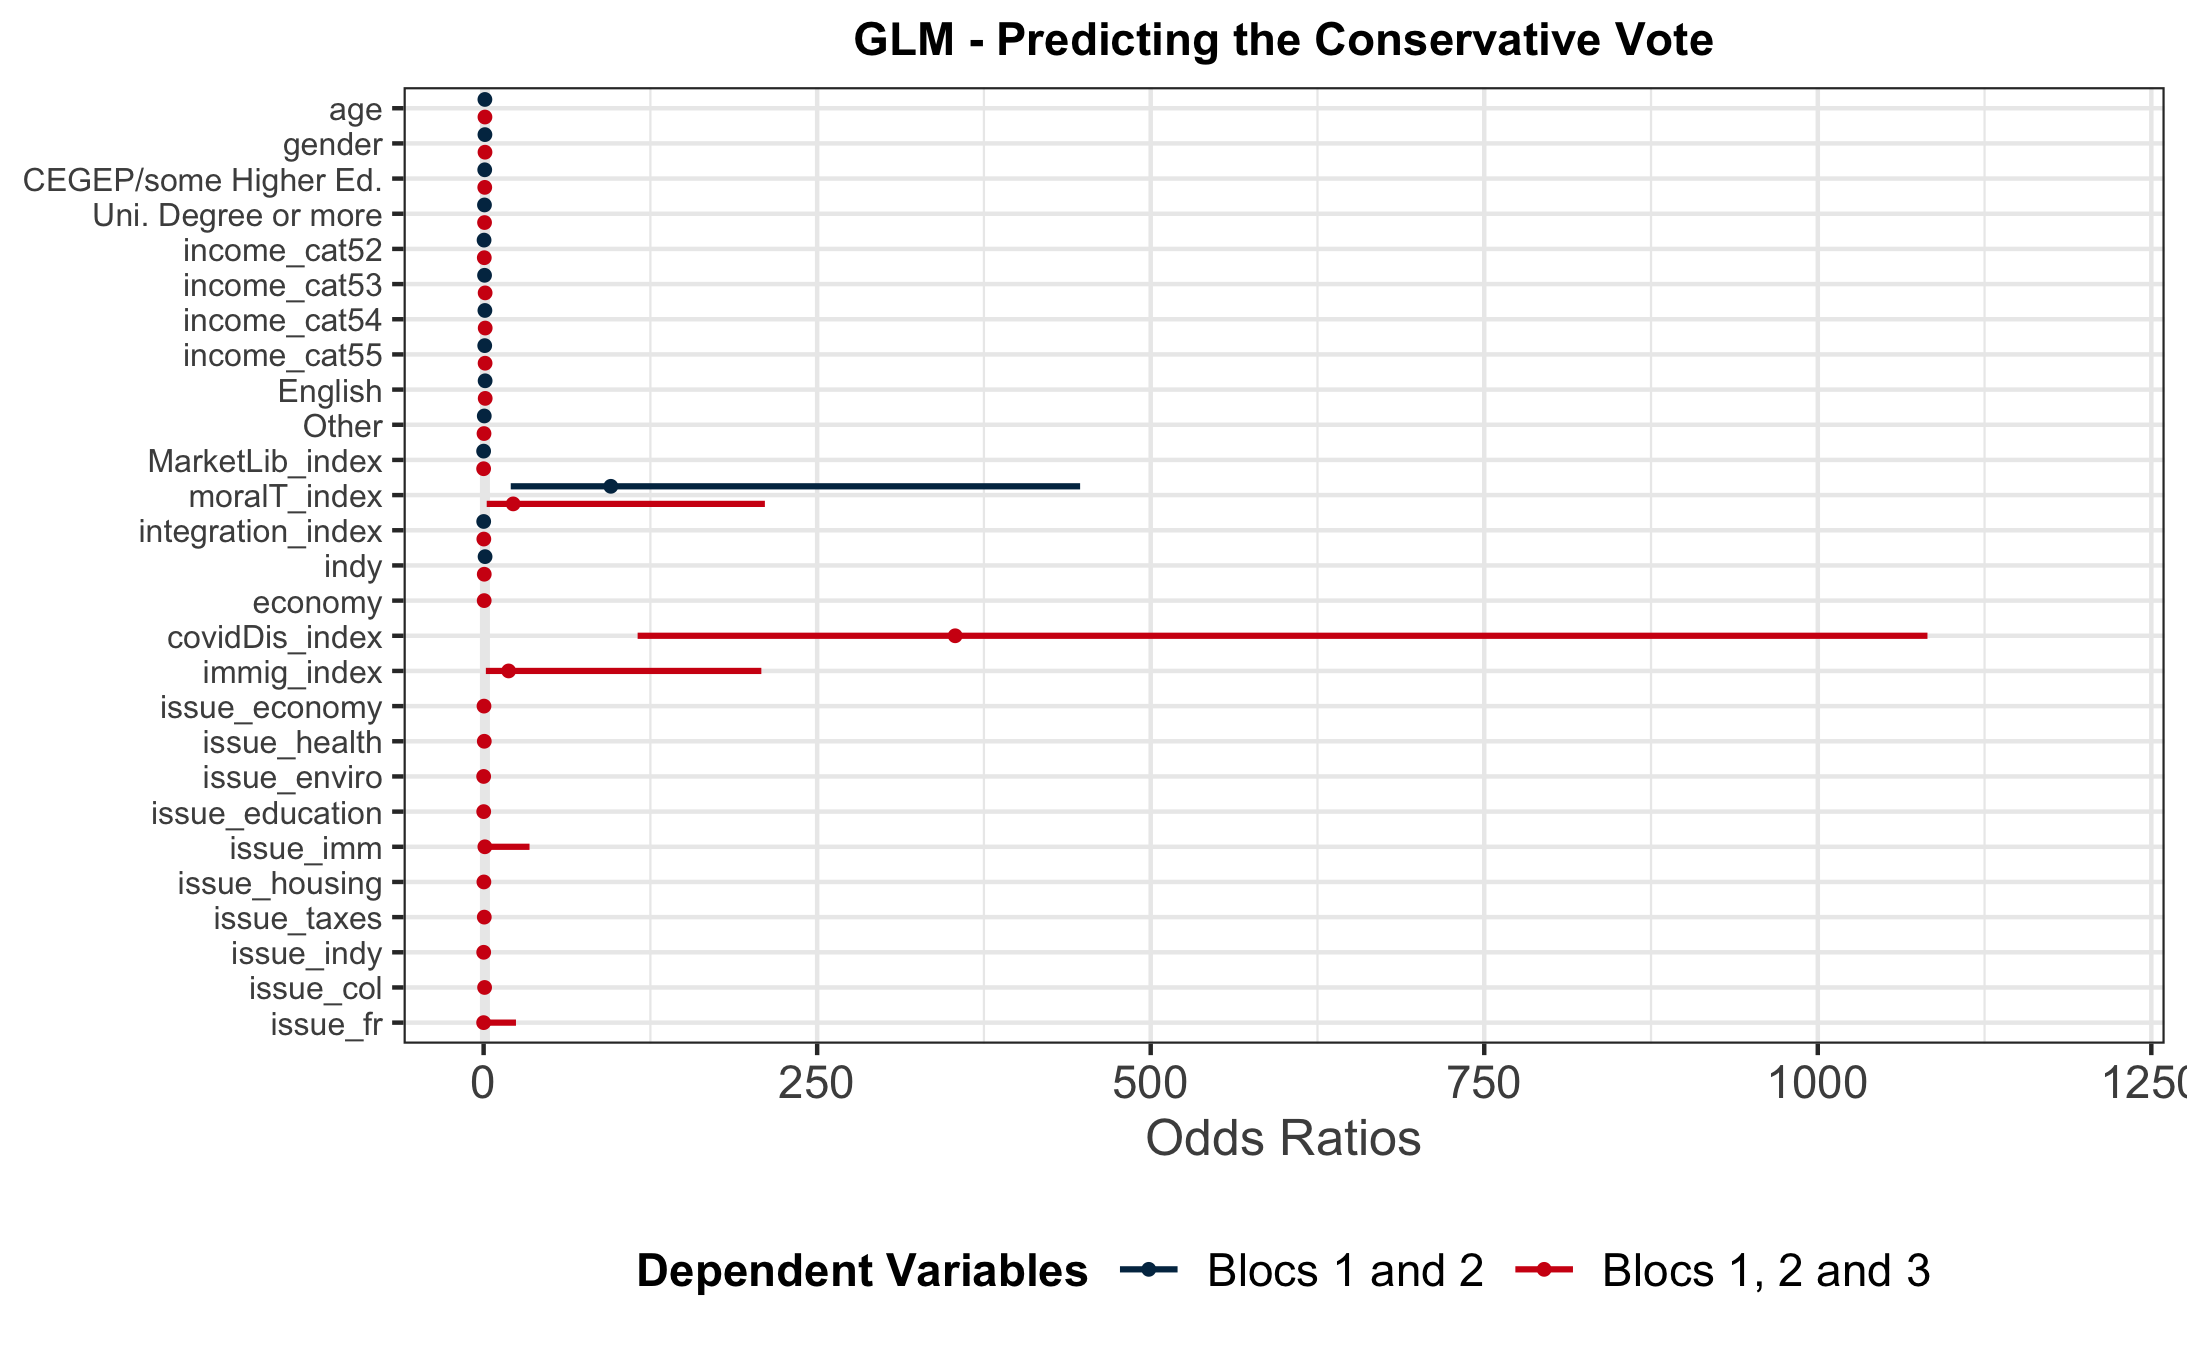 GLM - Predicting the Conservative Vote
age
gender
CEGEP/some Higher Ed.
Uni. Degree or more
income_cat52
income_cat53
income_cat54
income_cat55
English
Other
MarketLib_index
moralT_index
integration_index
indy
economy
covidDis_index
immig_index
issue_economy
issue_health
issue_enviro
issue_education
issue_imm
issue_housing
issue_taxes
issue_indy
issue_col
issue_fr
0 250 500 750 1000 1250
Odds Ratios
Dependent Variables Blocs 1 and 2 Blocs 1, 2 and 3